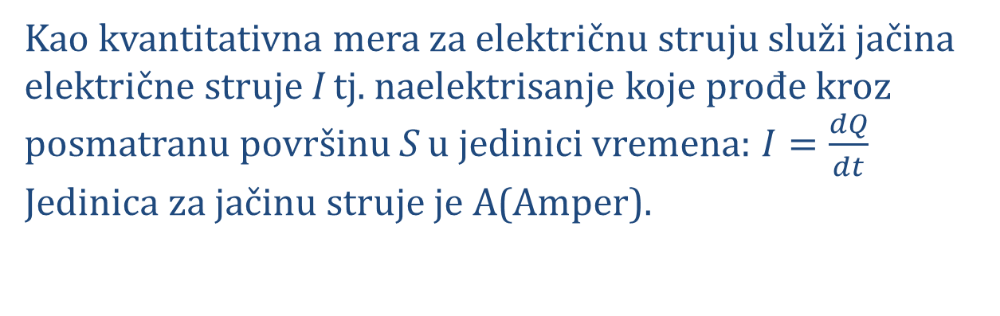 Kao kvantitativna mera za električnu struju služi jačina
električne struje I tj. naelektrisanje koje prođe kroz
posmatranu površinu S u jedinici vremena: I = dQ/dt
Jedinica za jačinu struje je A(Amper).